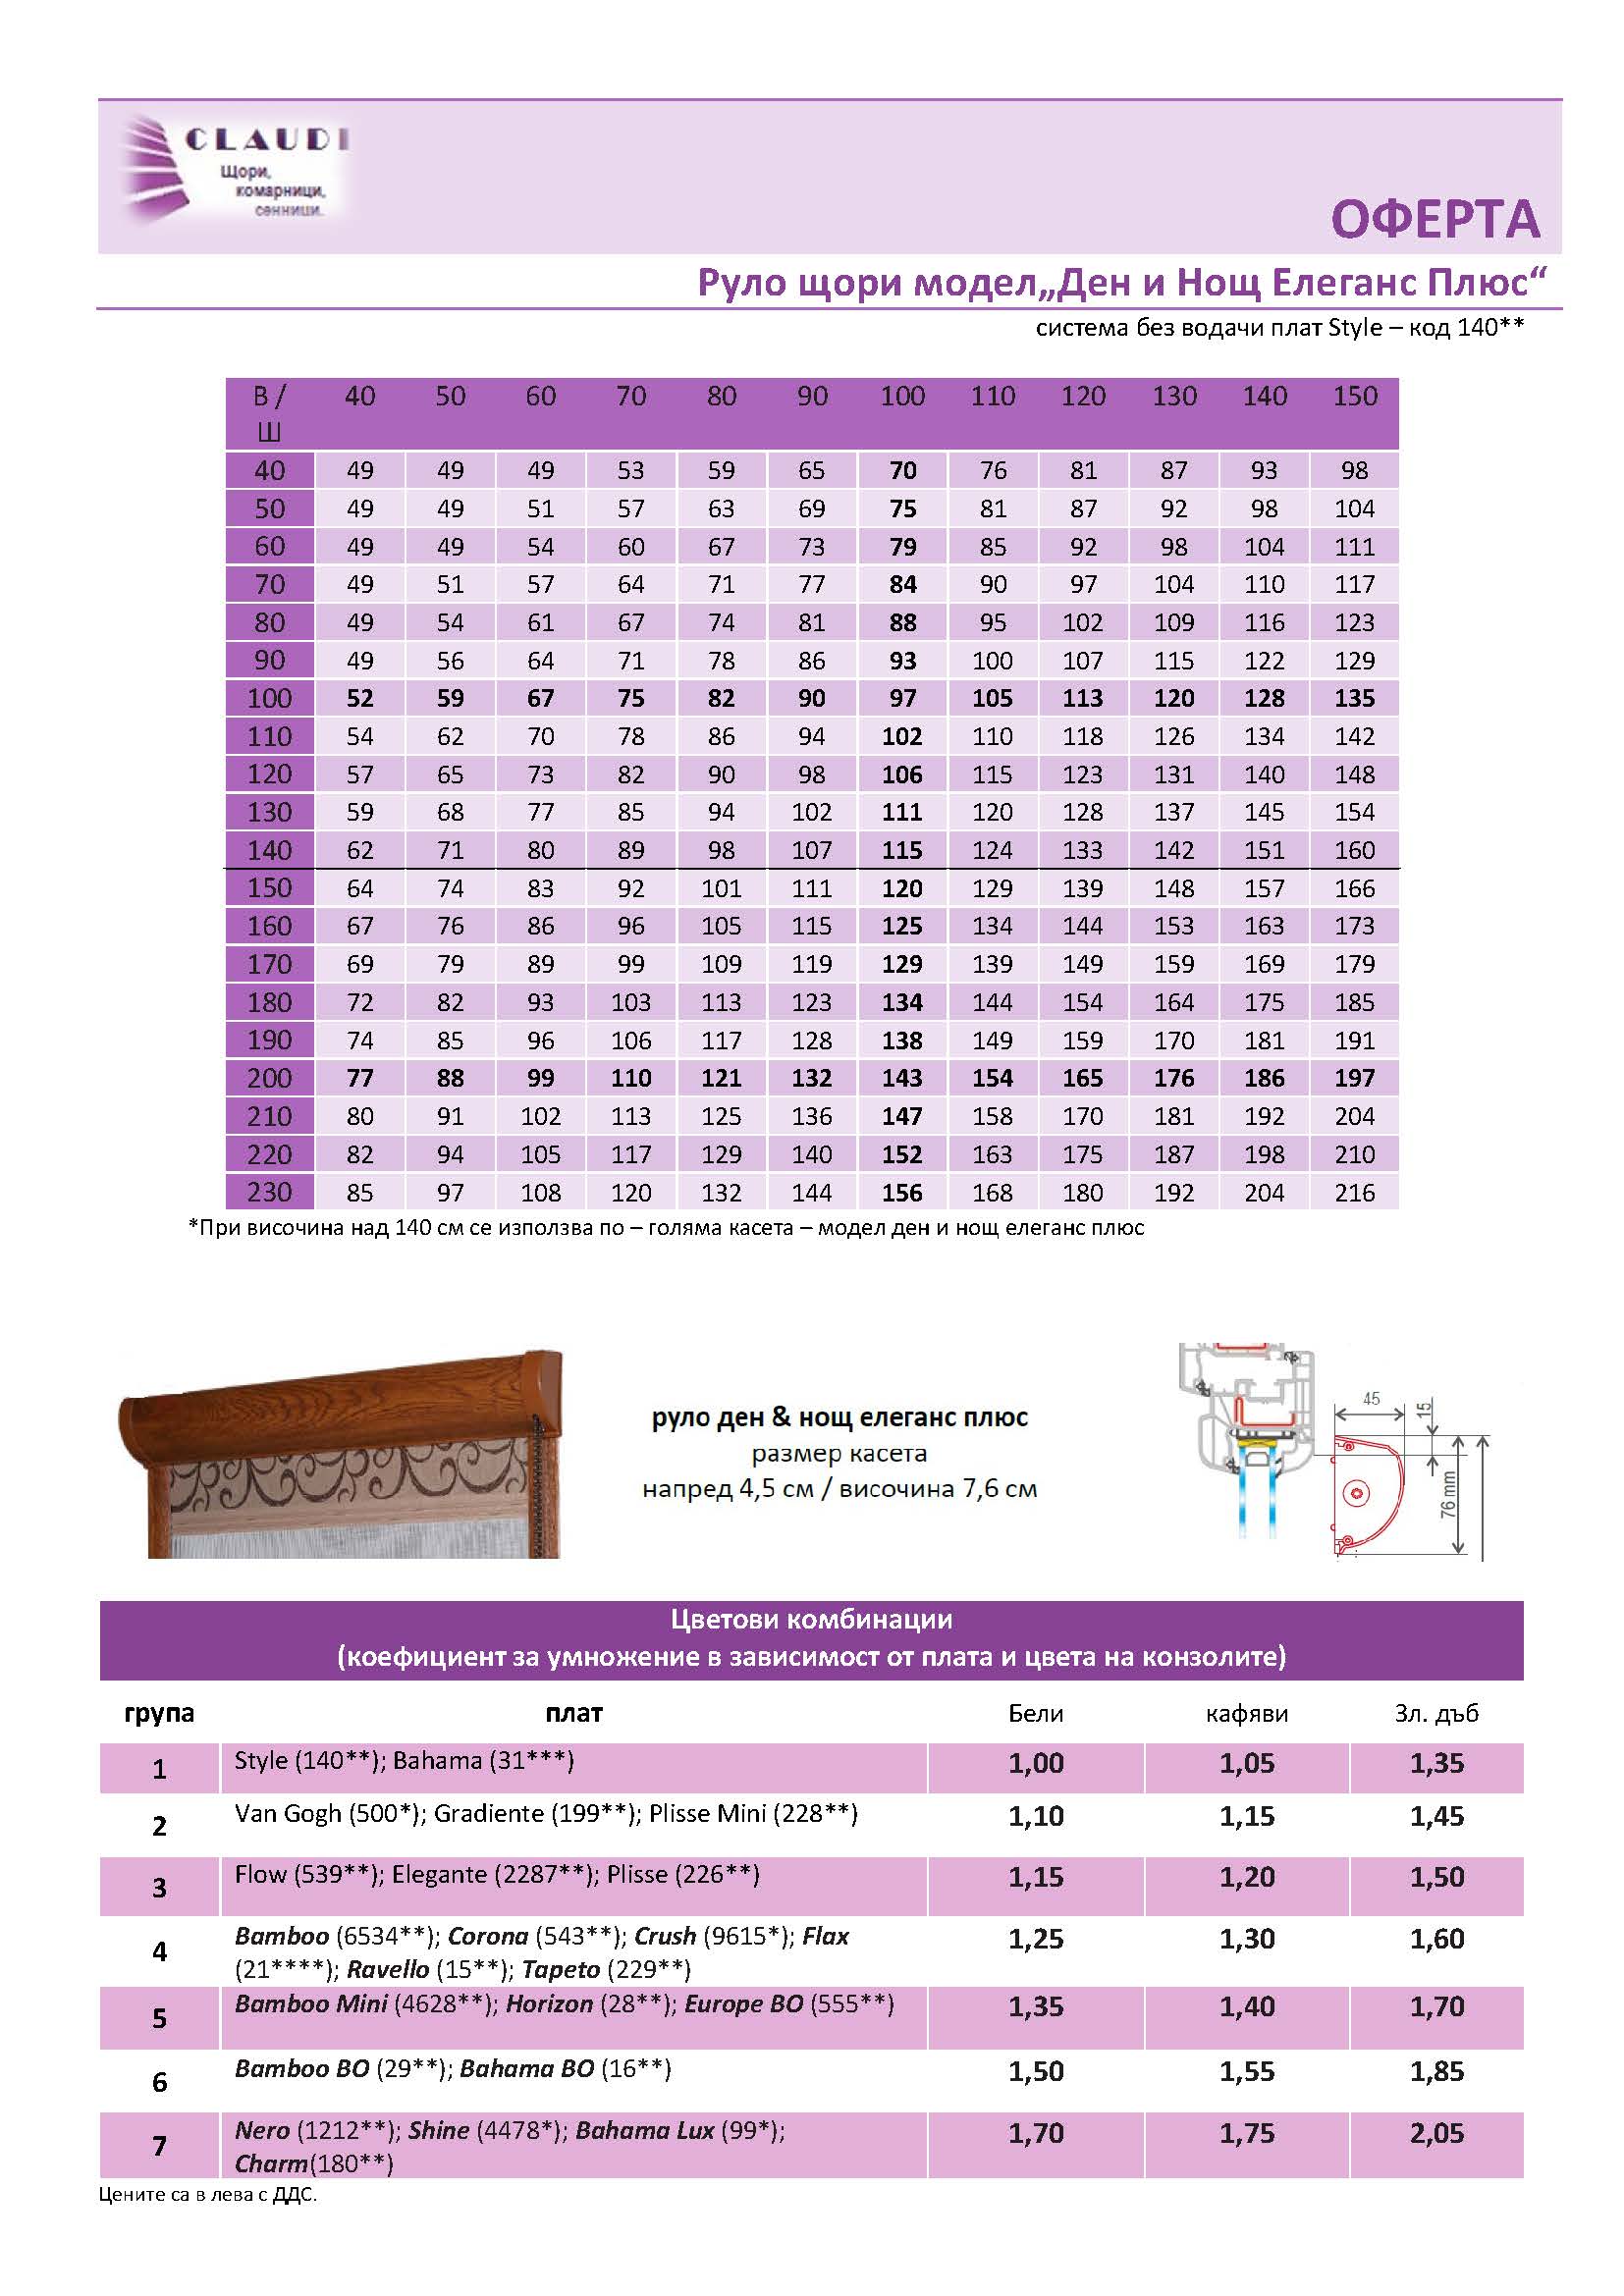 CLAUDI
Щори,
комарници,
сенници.
ОФЕРТА
Руло щори модел„Ден и Нощ Елеганс Плюс“
система без водачи плат Style – код 140**
В / 40 50 60 70 80 90 100 110 120 130 140 150
Ш
40 49 49 49 53 59 65 70 76 81 87 93 98
50 49 49 51 57 63 69 75 81 87 92 98 104
60 49 49 54 60 67 73 79 85 92 98 104 111
70 49 51 57 64 71 77 84 90 97 104 110 117
80 49 54 61 67 74 81 88 95 102 109 116 123
90 49 56 64 71 78 86 93 100 107 115 122 129
100 52 59 67 75 82 90 97 105 113 120 128 135
110 54 62 70 78 86 94 102 110 118 126 134 142
120 57 65 73 82 90 98 106 115 123 131 140 148
130 59 68 77 85 94 102 111 120 128 137 145 154
140 62 71 80 89 98 107 115 124 133 142 151 160
150 64 74 83 92 101 111 120 129 139 148 157 166
160 67 76 86 96 105 115 125 134 144 153 163 173
170 69 79 89 99 109 119 129 139 149 159 169 179
180 72 82 93 103 113 123 134 144 154 164 175 185
190 74 85 96 106 117 128 138 149 159 170 181 191
200 77 88 99 110 121 132 143 154 165 176 186 197
210 80 91 102 113 125 136 147 158 170 181 192 204
220 82 94 105 117 129 140 152 163 175 187 198 210
230 85 97 108 120 132 144 156 168 180 192 204 216
*При височина над 140 см се използва по – голяма касета – модел ден и нощ елеганс плюс
руло ден & нощ елеганс плюс
размер касета
напред 4,5 см / височина 7,6 см
45
15
76 mm
Цветови комбинации
(коефициент за умножение в зависимост от плата и цвета на конзолите)
група плат Бели кафяви Зл. дъб
1 Style (140**); Bahama (31***) 1,00 1,05 1,35
2 Van Gogh (500*); Gradiente (199**); Plisse Mini (228**) 1,10 1,15 1,45
3 Flow (539**); Elegante (2287**); Plisse (226**) 1,15 1,20 1,50
4 Bamboo (6534**); Corona (543**); Crush (9615*); Flax 1,25 1,30 1,60
(21****); Ravello (15**); Tapeto (229**)
5 Bamboo Mini (4628**); Horizon (28**); Europe BO (555**) 1,35 1,40 1,70
6 Bamboo BO (29**); Bahama BO (16**) 1,50 1,55 1,85
7 Nero (1212**); Shine (4478*); Bahama Lux (99*); 1,70 1,75 2,05
Charm(180**)
Цените са в лева с ДДС.